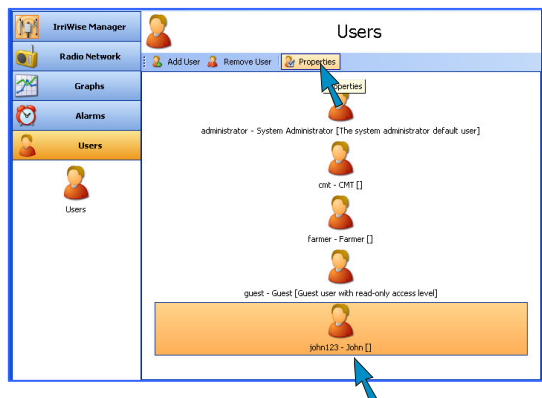 IrriWise Manager
Radio Network
Graphs
Alarms
Users
Users
Users
Add User Remove User Properties
administrator - System Administrator [The system administrator default user]
cmt - CMT []
farmer - Farmer []
guest - Guest [Guest user with read-only access level]
john123 - John []